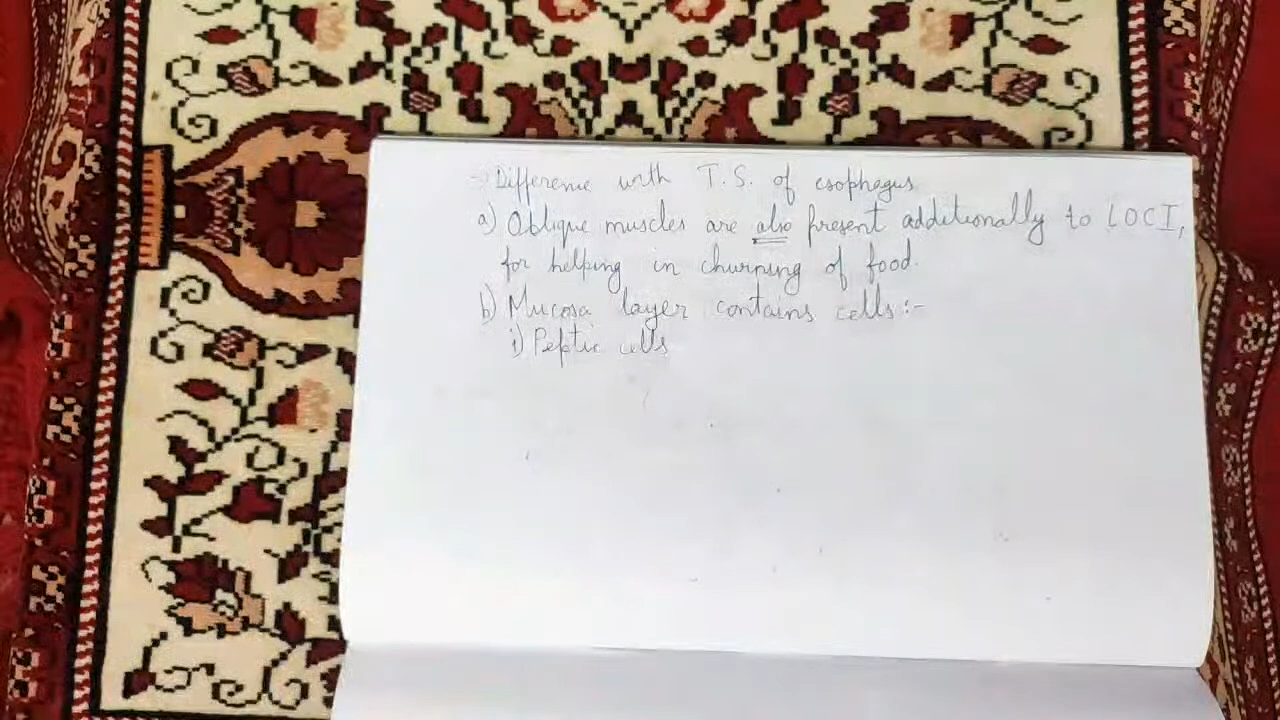 → Difference with T.S. of esophagus
a) Oblique muscles are also present additionally to LOCI,
for helping in churning of food.
b) Mucosa layer contains cells :-
i) Peptic cells